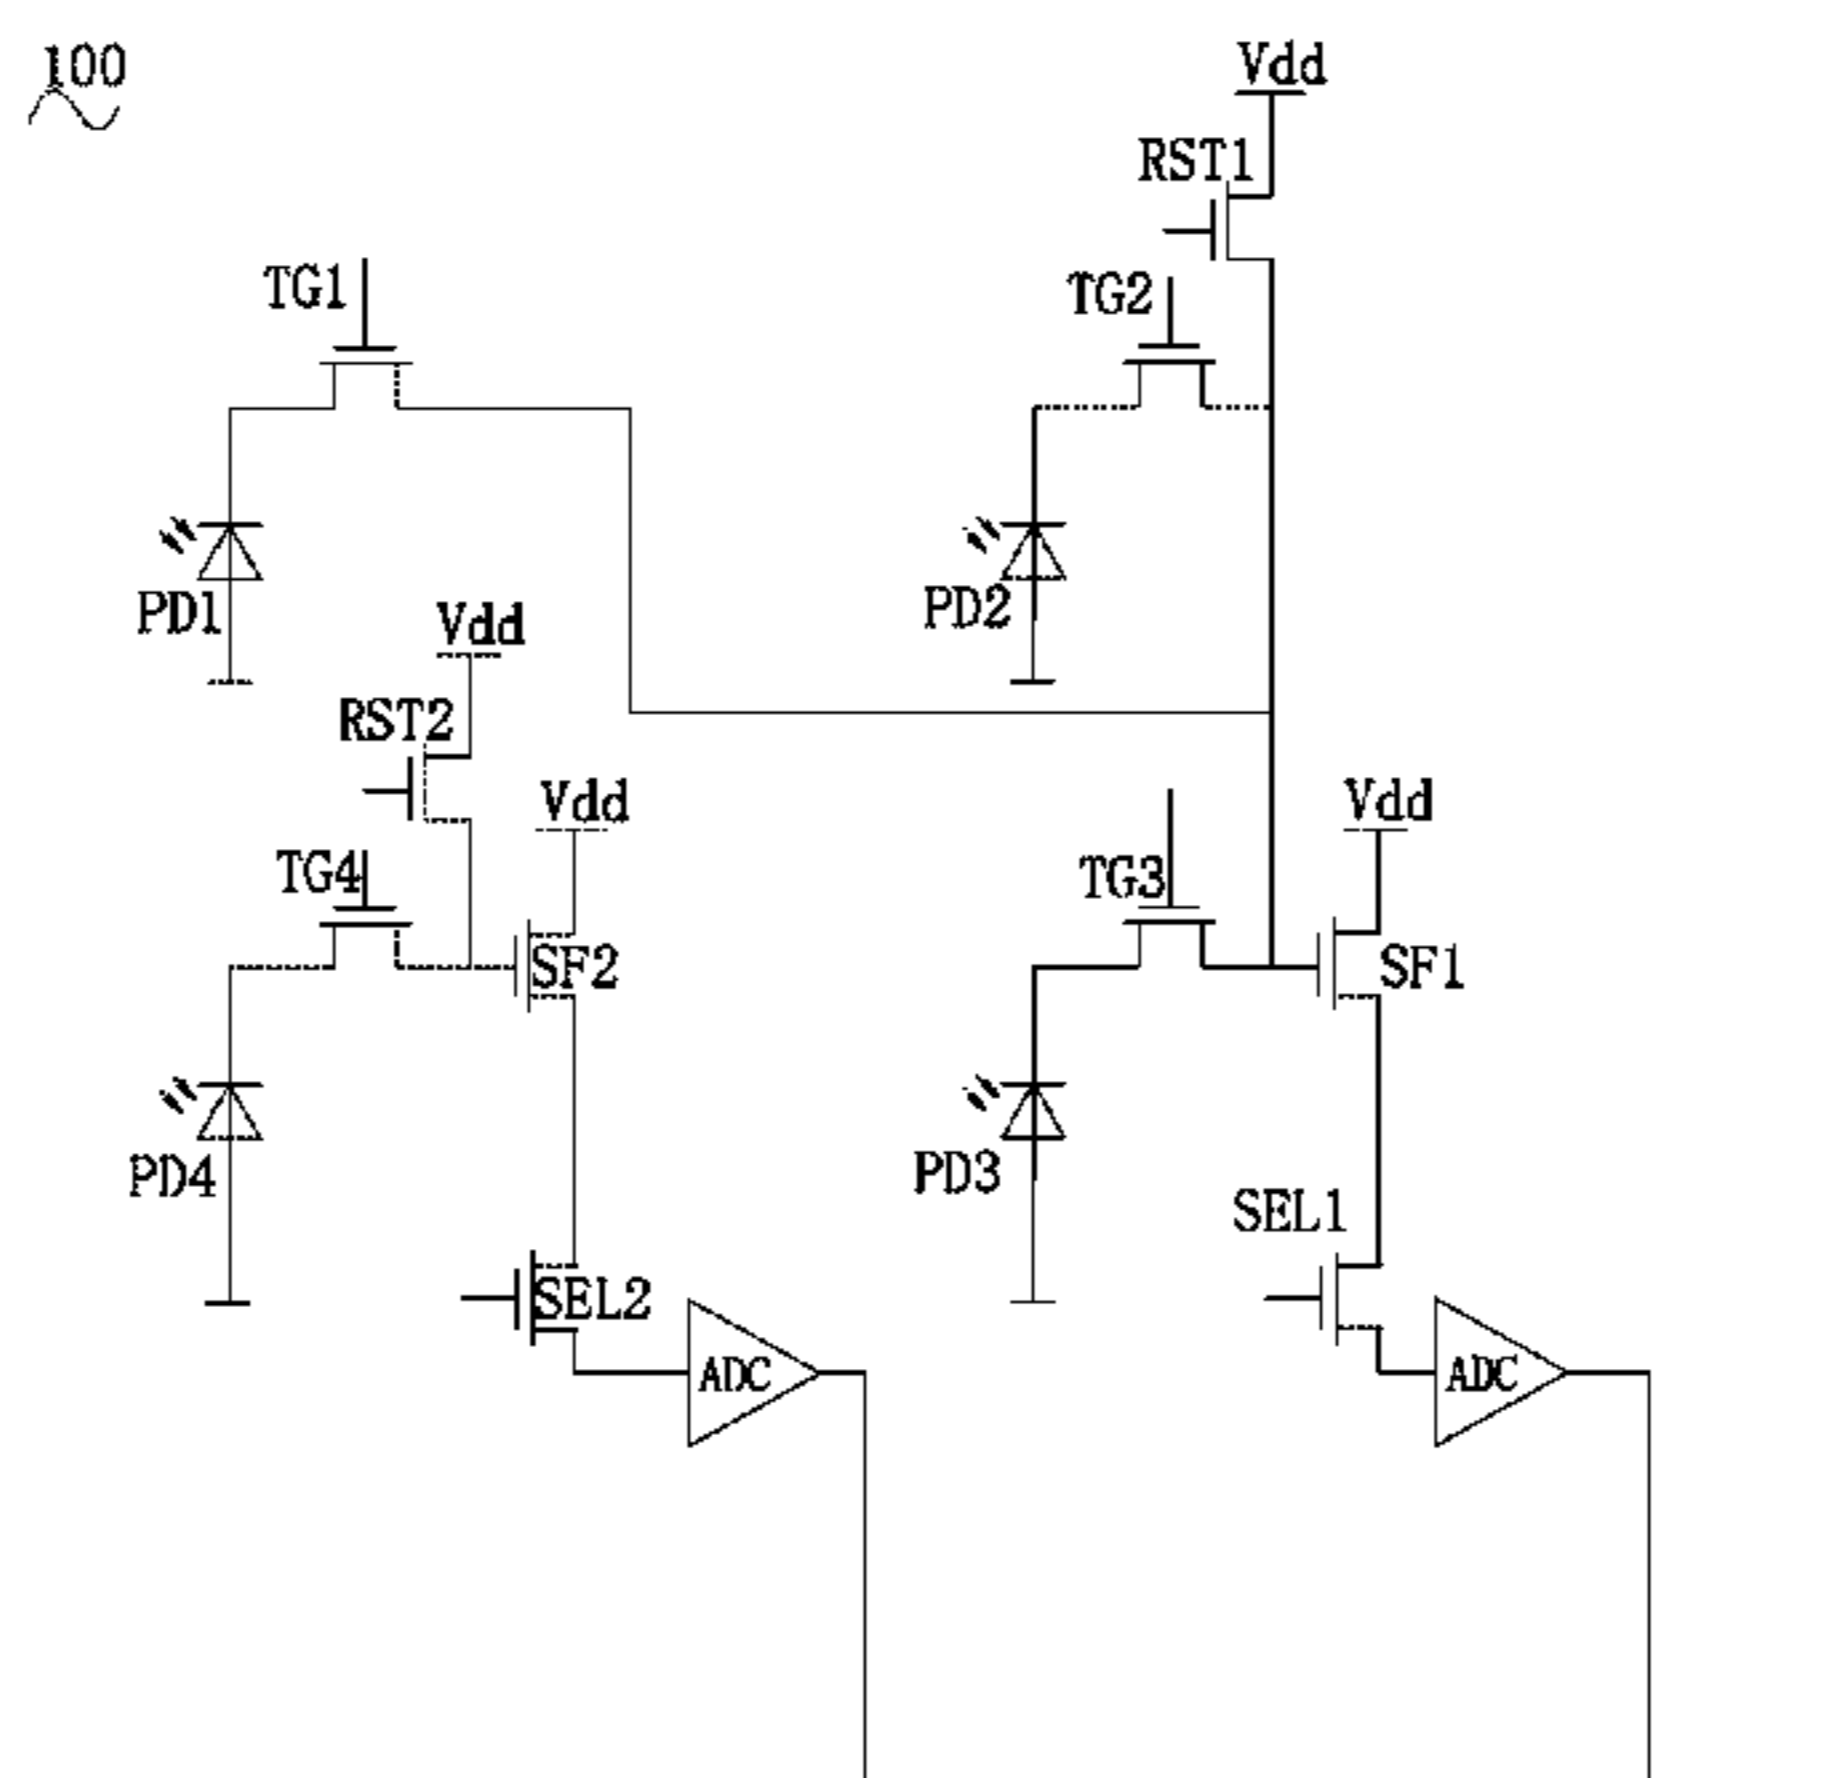 100
Vdd
RST1
TG1
TG2
PD1
PD2
Vdd
RST2
Vdd
Vdd
TG4
TG3
SF2
SF1
PD4
PD3
SEL1
SEL2
ADC
ADC